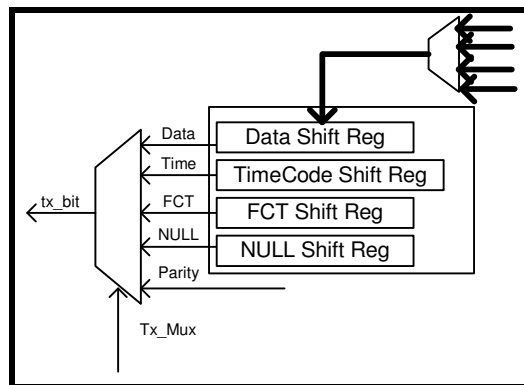 Data
Data Shift Reg
Time
TimeCode Shift Reg
tx_bit
FCT
FCT Shift Reg
NULL
NULL Shift Reg
Parity
Tx_Mux